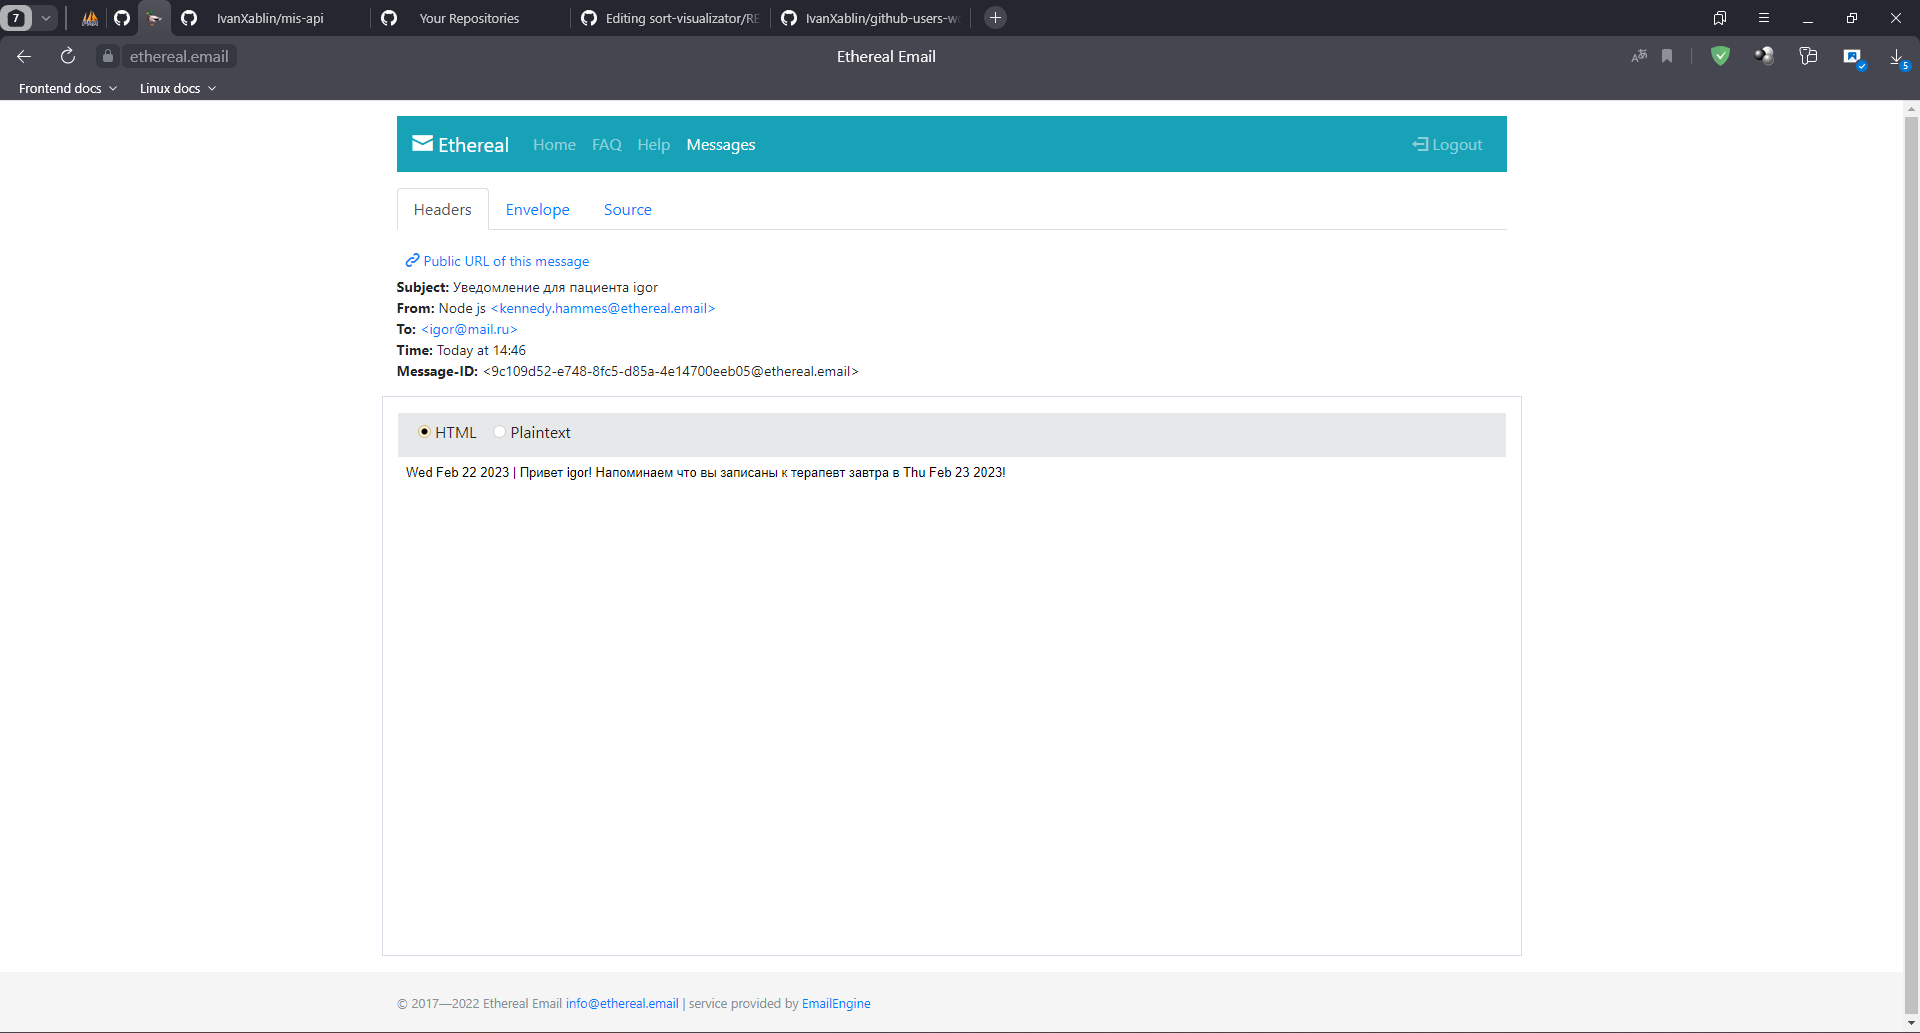 7 IvanXablin/mis-api Your Repositories Editing sort-visualizator/RE IvanXablin/github-users-wo
ethereal.email Ethereal Email 5
Frontend docs Linux docs
Ethereal Home FAQ Help Messages Logout
Headers Envelope Source
Public URL of this message
Subject: Уведомление для пациента igor
From: Node js <kennedy.hammes@ethereal.email>
To: <igor@mail.ru>
Time: Today at 14:46
Message-ID: <9c109d52-e748-8fc5-d85a-4e14700eeb05@ethereal.email>
HTML Plaintext
Wed Feb 22 2023 | Привет igor! Напоминаем что вы записаны к терапевт завтра в Thu Feb 23 2023!
© 2017—2022 Ethereal Email info@ethereal.email | service provided by EmailEngine